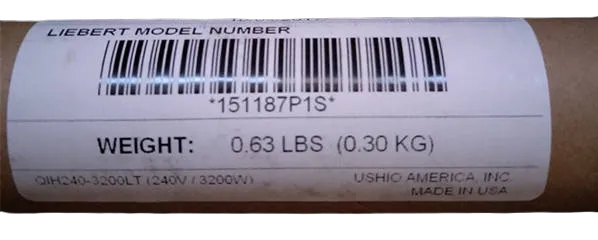 LIEBERT MODEL NUMBER
*151187P1S*
WEIGHT: 0.63 LBS (0.30 KG)
QIH240-3200LT (240V / 3200W) USHIO AMERICA, INC.
MADE IN USA